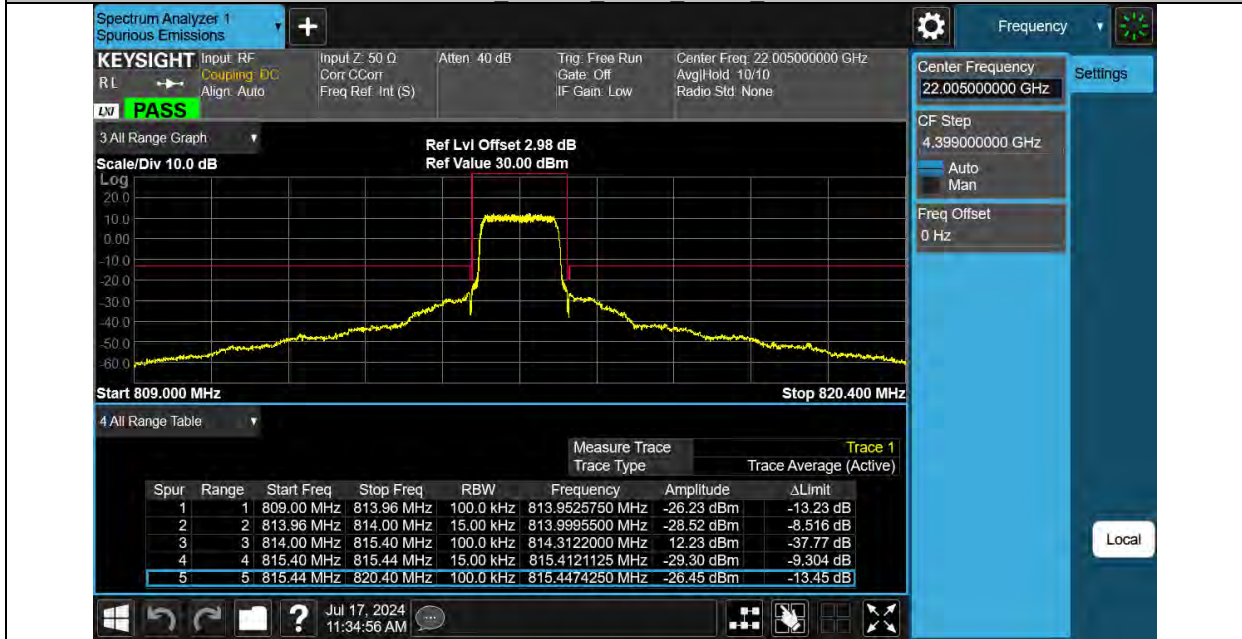 Spectrum Analyzer 1
Spurious Emissions
+
Frequency
KEYSIGHT
R L
LXI PASS
Input: RF
Coupling: DC
Align: Auto
Input Z: 50 Ω
Corr CCorr
Freq Ref: Int (S)
Atten: 40 dB
Trig: Free Run
Gate: Off
IF Gain: Low
Center Freq: 22.005000000 GHz
Avg|Hold: 10/10
Radio Std: None
Center Frequency
22.005000000 GHz
Settings
CF Step
4.399000000 GHz
Auto
Man
Freq Offset
0 Hz
3 All Range Graph
Scale/Div 10.0 dB
Ref Lvl Offset 2.98 dB
Ref Value 30.00 dBm
Log
20.0
10.0
0.00
-10.0
-20.0
-30.0
-40.0
-50.0
-60.0
Start 809.000 MHz
Stop 820.400 MHz
4 All Range Table
Measure Trace Trace 1
Trace Type Trace Average (Active)
Spur Range Start Freq Stop Freq RBW Frequency Amplitude ΔLimit
1 1 809.00 MHz 813.96 MHz 100.0 kHz 813.9525750 MHz -26.23 dBm -13.23 dB
2 2 813.96 MHz 814.00 MHz 15.00 kHz 813.9995500 MHz -28.52 dBm -8.516 dB
3 3 814.00 MHz 815.40 MHz 100.0 kHz 814.3122000 MHz 12.23 dBm -37.77 dB
4 4 815.40 MHz 815.44 MHz 15.00 kHz 815.4121125 MHz -29.30 dBm -9.304 dB
5 5 815.44 MHz 820.40 MHz 100.0 kHz 815.4474250 MHz -26.45 dBm -13.45 dB
Local
?
Jul 17, 2024
11:34:56 AM